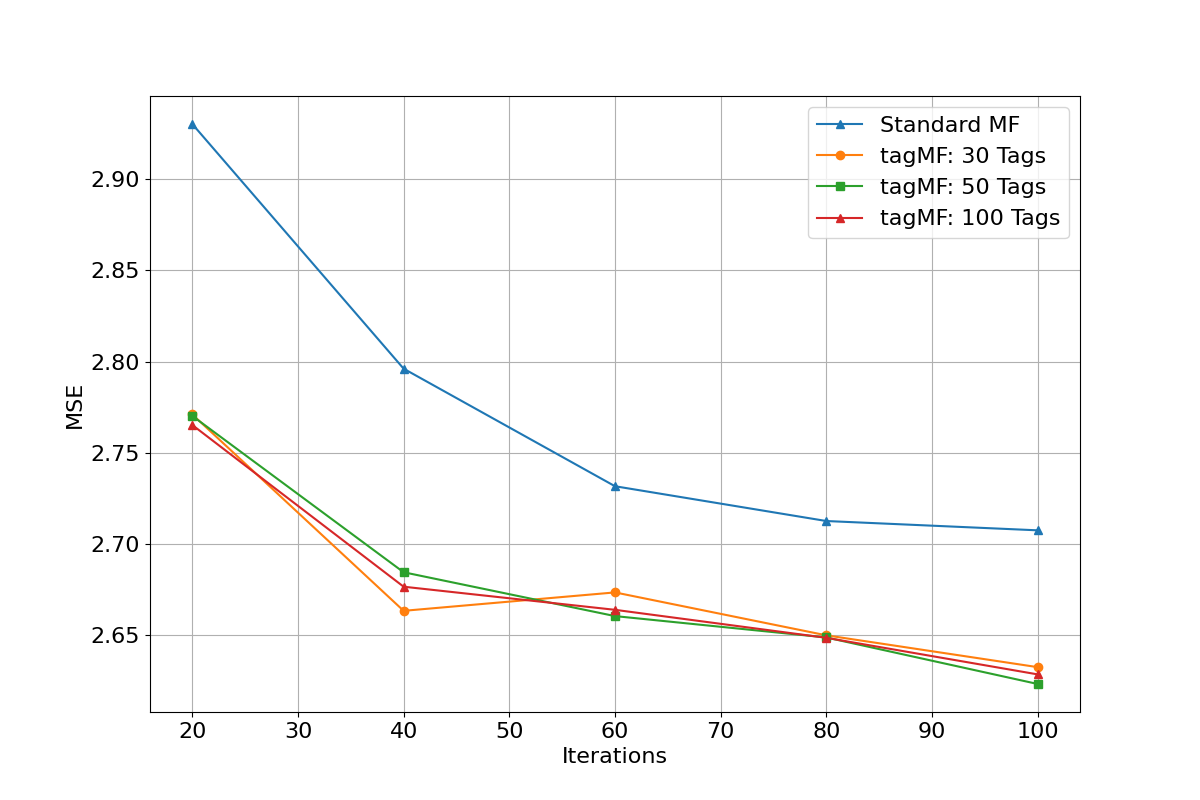 Standard MF
tagMF: 30 Tags
tagMF: 50 Tags
tagMF: 100 Tags
2.90
2.85
2.80
2.75
2.70
2.65
MSE
20 30 40 50 60 70 80 90 100
Iterations